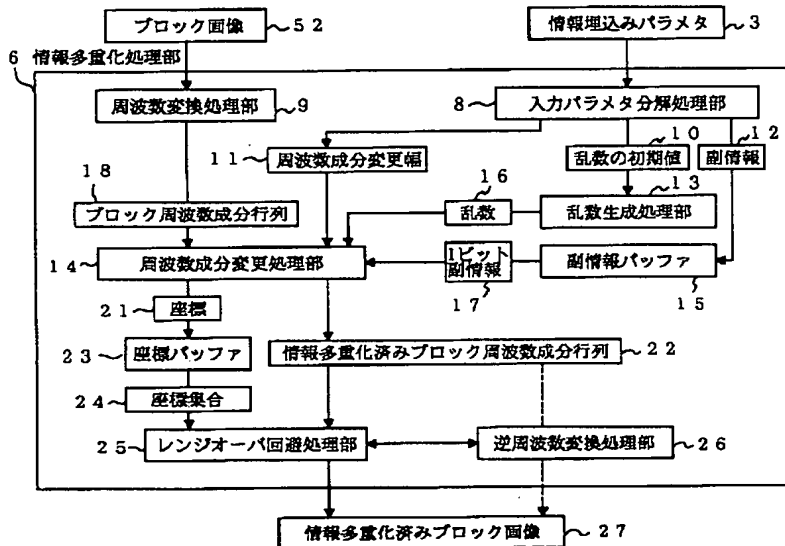 ブロック画像 52
情報埋込みパラメタ 3
6 情報多重化処理部
周波数変換処理部 9
8 入力パラメタ分解処理部
10 12
11 周波数成分変更幅
乱数の初期値
副情報
18
16
13
ブロック周波数成分行列
乱数
乱数生成処理部
14 周波数成分変更処理部
1ビット
副情報
副情報バッファ
17
15
21 座標
23 座標バッファ
情報多重化済みブロック周波数成分行列 22
24 座標集合
25 レンジオーバ回避処理部
逆周波数変換処理部 26
情報多重化済みブロック画像 27